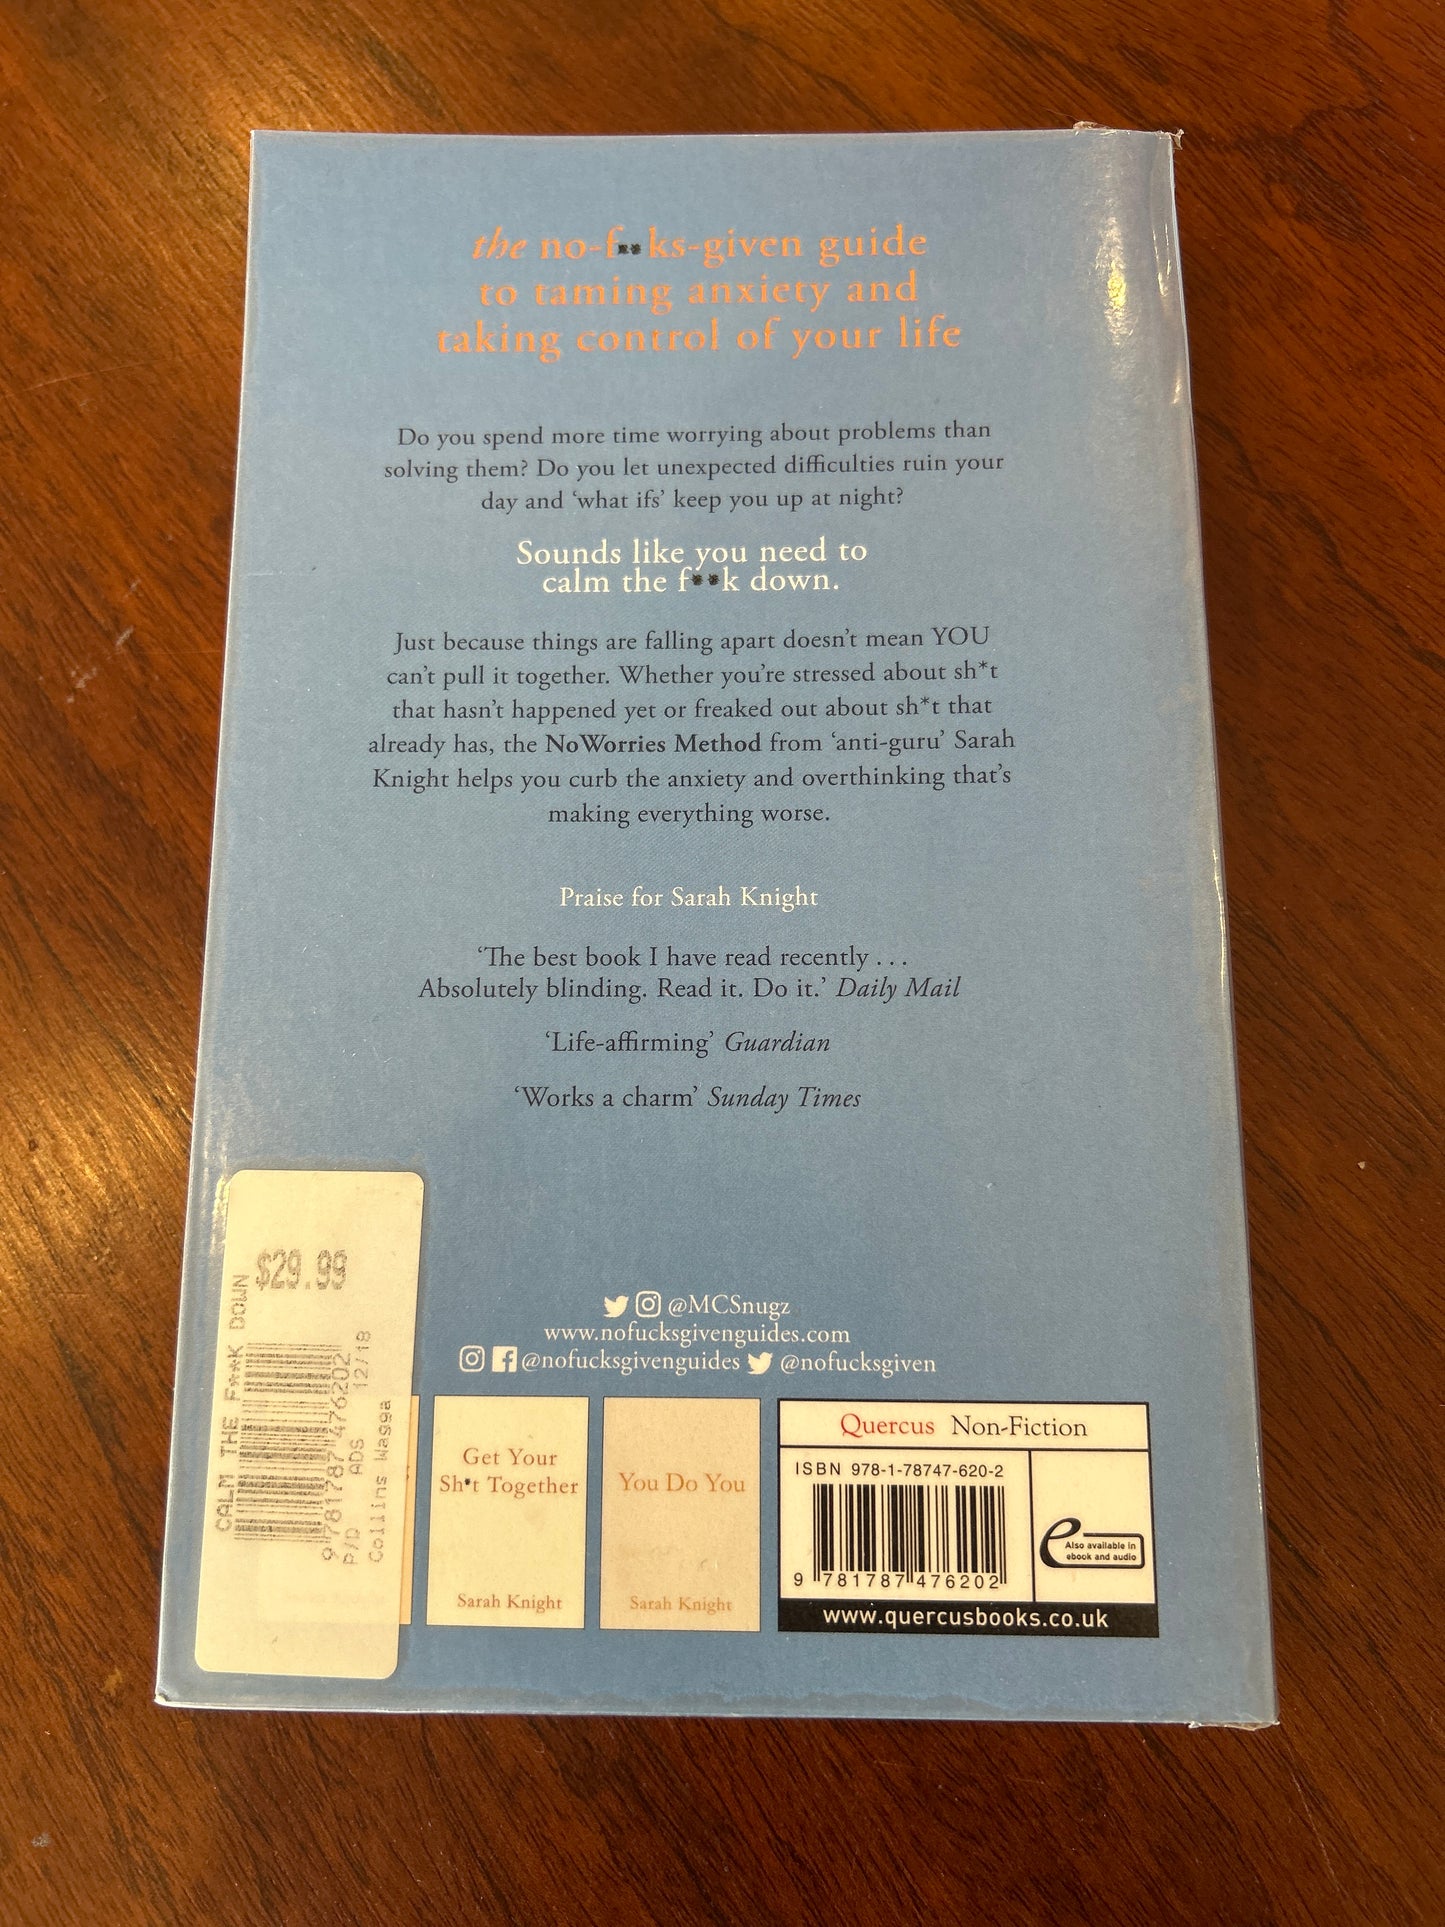 the no-f**ks-given guide
to taming anxiety and
taking control of your life
Do you spend more time worrying about problems than
solving them? Do you let unexpected difficulties ruin your
day and ‘what ifs’ keep you up at night?
Sounds like you need to
calm the f**k down.
Just because things are falling apart doesn’t mean YOU
can’t pull it together. Whether you’re stressed about sh*t
that hasn’t happened yet or freaked out about sh*t that
already has, the NoWorries Method from ‘anti-guru’ Sarah
Knight helps you curb the anxiety and overthinking that’s
making everything worse.
Praise for Sarah Knight
‘The best book I have read recently . . .
Absolutely blinding. Read it. Do it.’ Daily Mail
‘Life-affirming’ Guardian
‘Works a charm’ Sunday Times
@MCSnugz
www.nofucksgivenguides.com
@nofucksgivenguides @nofucksgiven
$29.99
CALM THE F**K DOWN
9781787476202
P/D ADS 12/18
Collins Wagga
Get Your
Sh*t Together
Sarah Knight
You Do You
Sarah Knight
Quercus Non-Fiction
ISBN 978-1-78747-620-2
9 781787 476202
Also available in
ebook and audio
www.quercusbooks.co.uk